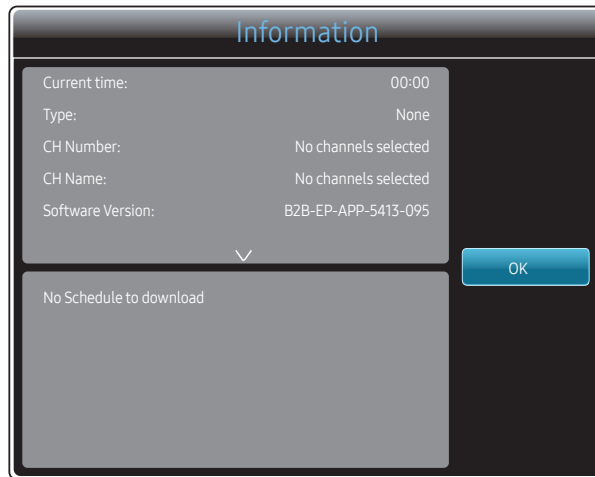 Information
Current time: 00:00
Type: None
CH Number: No channels selected
CH Name: No channels selected
Software Version: B2B-EP-APP-5413-095
OK
No Schedule to download